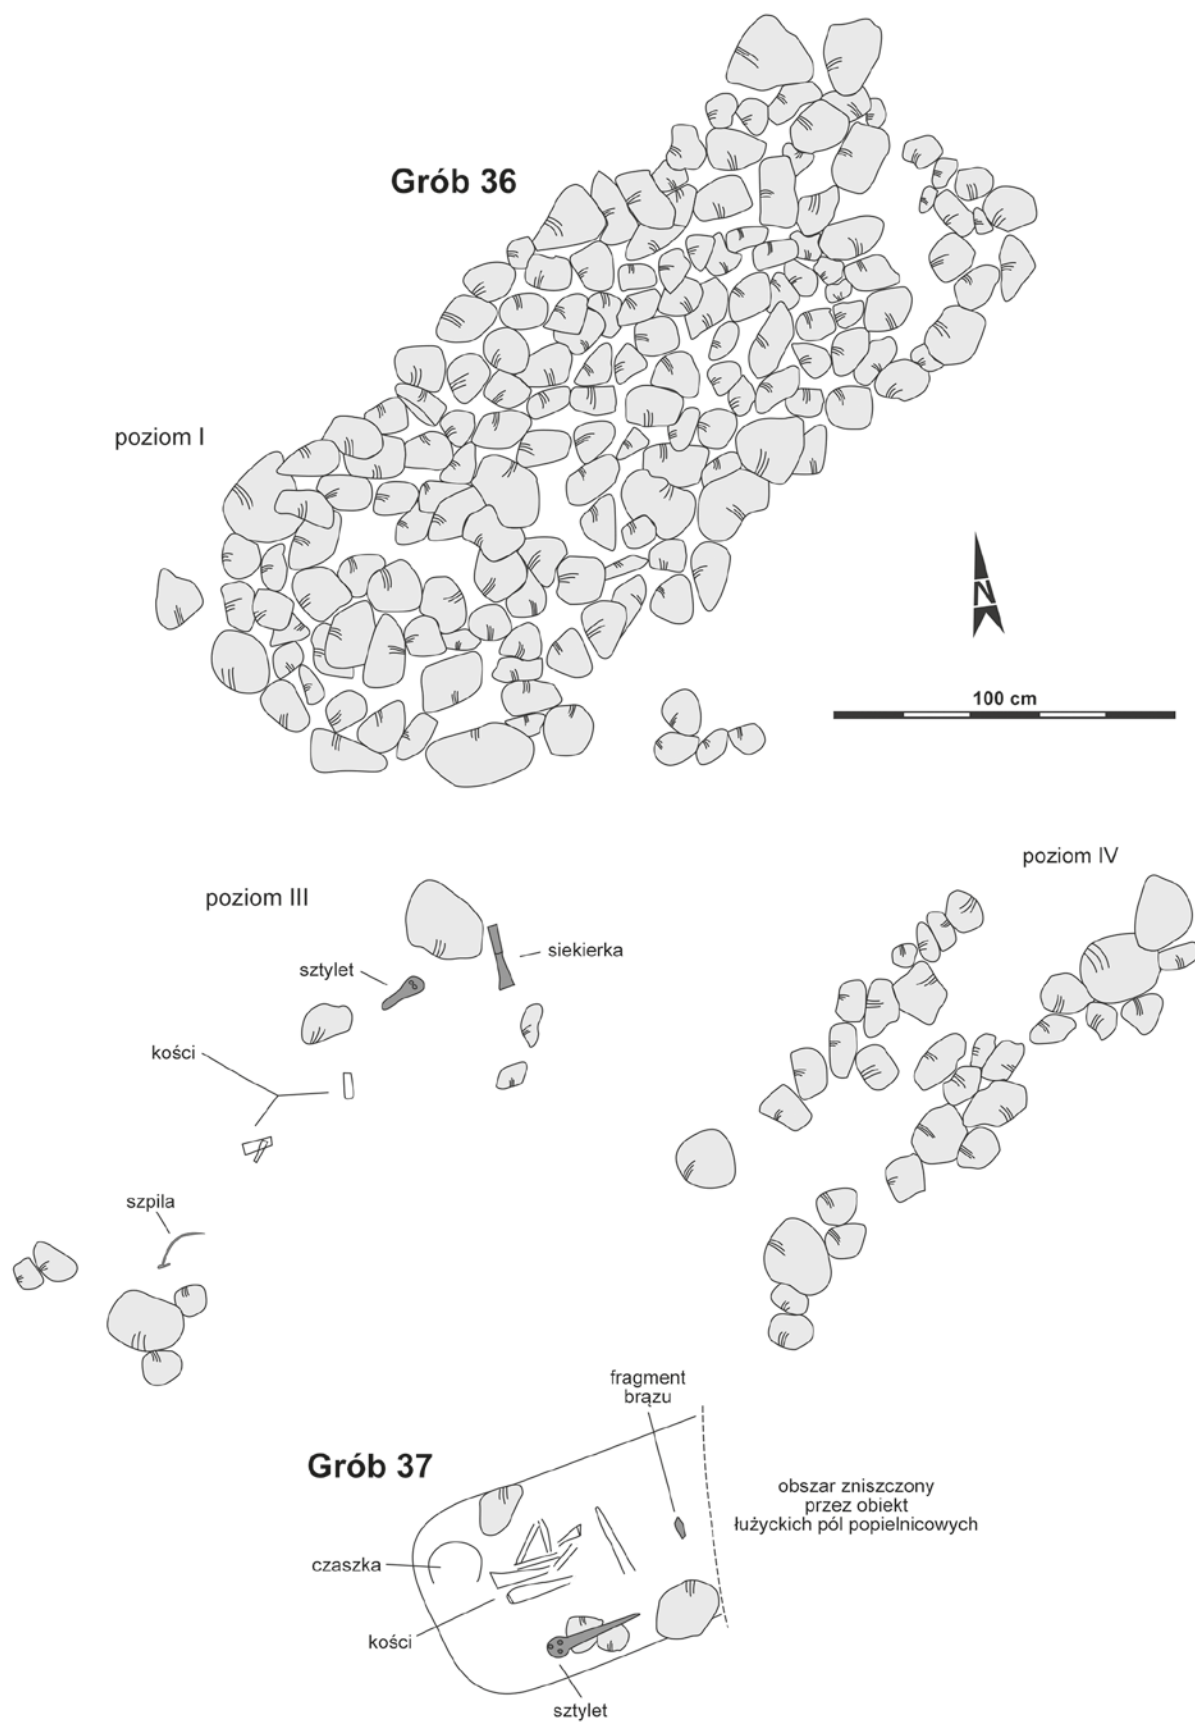 Grób 36
poziom I
N
100 cm
poziom IV
poziom III
siekierka
sztylet
kości
szpila
fragment
brązu
Grób 37
obszar zniszczony
przez obiekt
łużyckich pól popielnicowych
czaszka
kości
sztylet